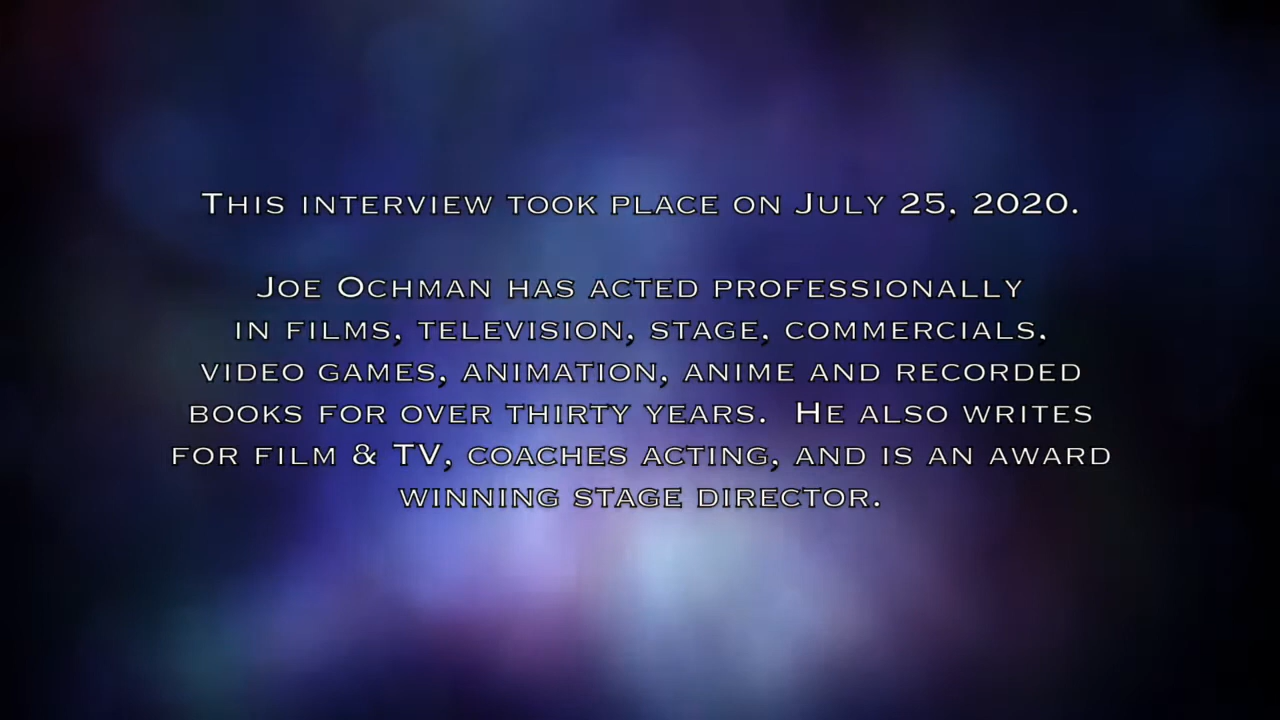 This interview took place on July 25, 2020.
Joe Ochman has acted professionally
in films, television, stage, commercials,
video games, animation, anime and recorded
books for over thirty years.  He also writes
for film & TV, coaches acting, and is an award
winning stage director.